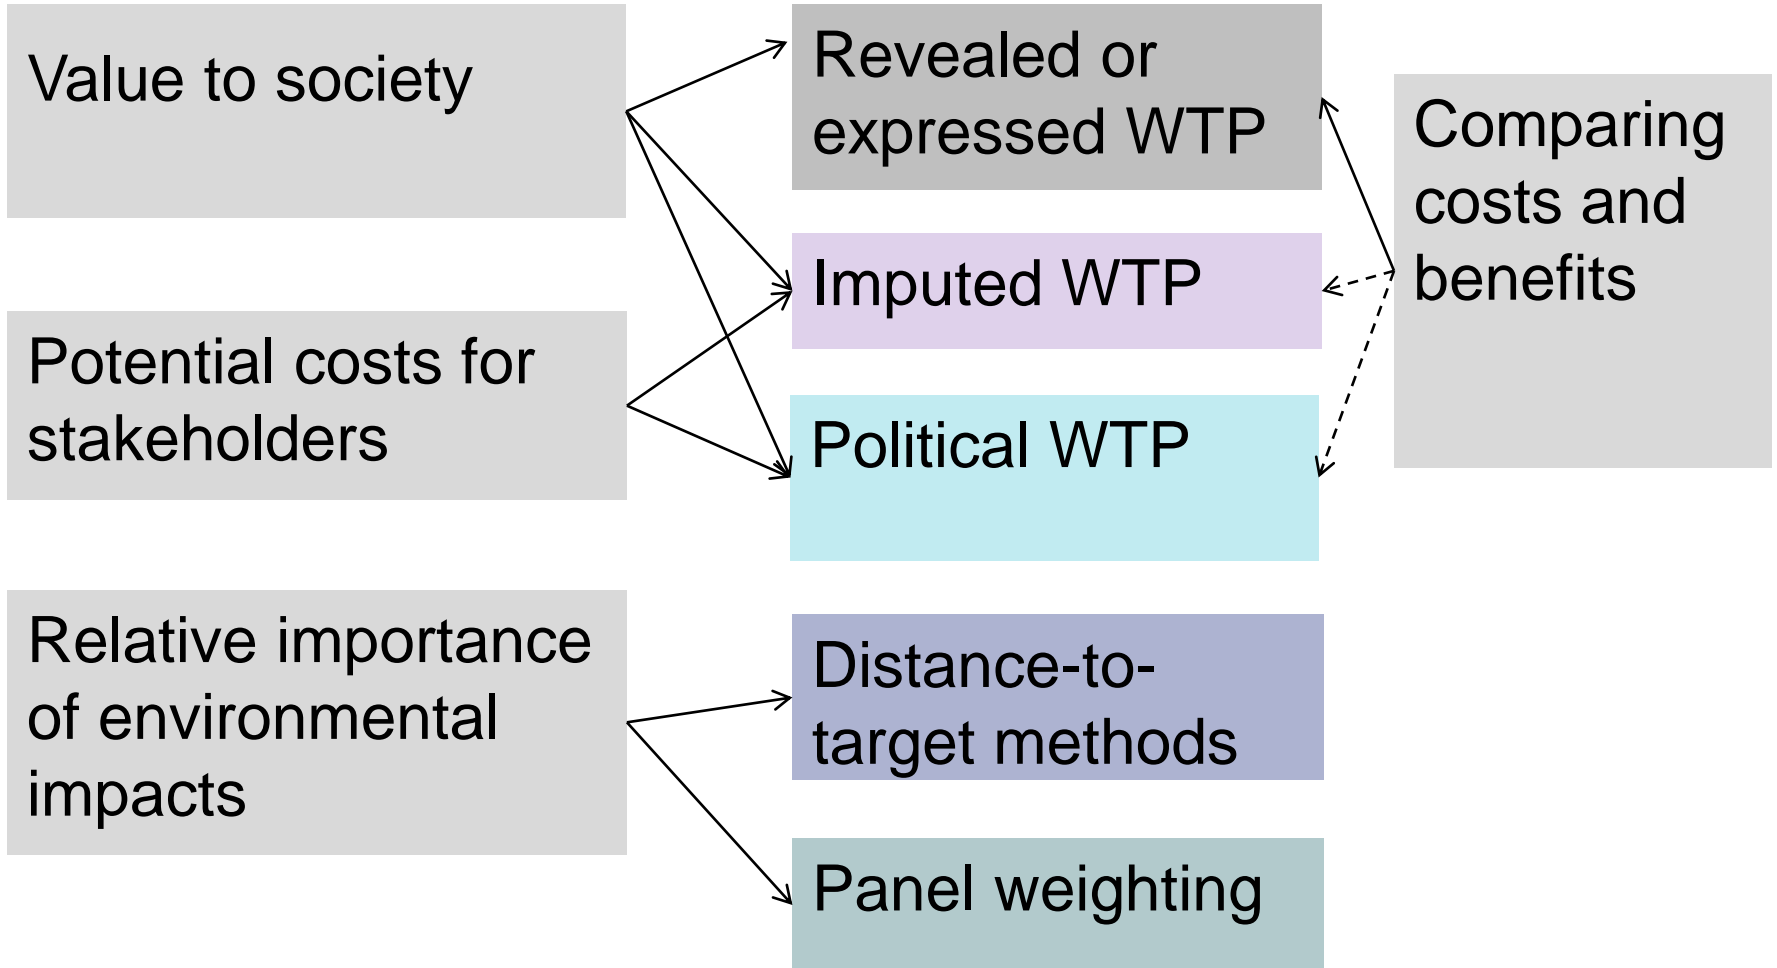 Value to society
Potential costs for
stakeholders
Relative importance
of environmental
impacts
Revealed or
expressed WTP
Imputed WTP
Political WTP
Distance-to-
target methods
Panel weighting
Comparing
costs and
benefits